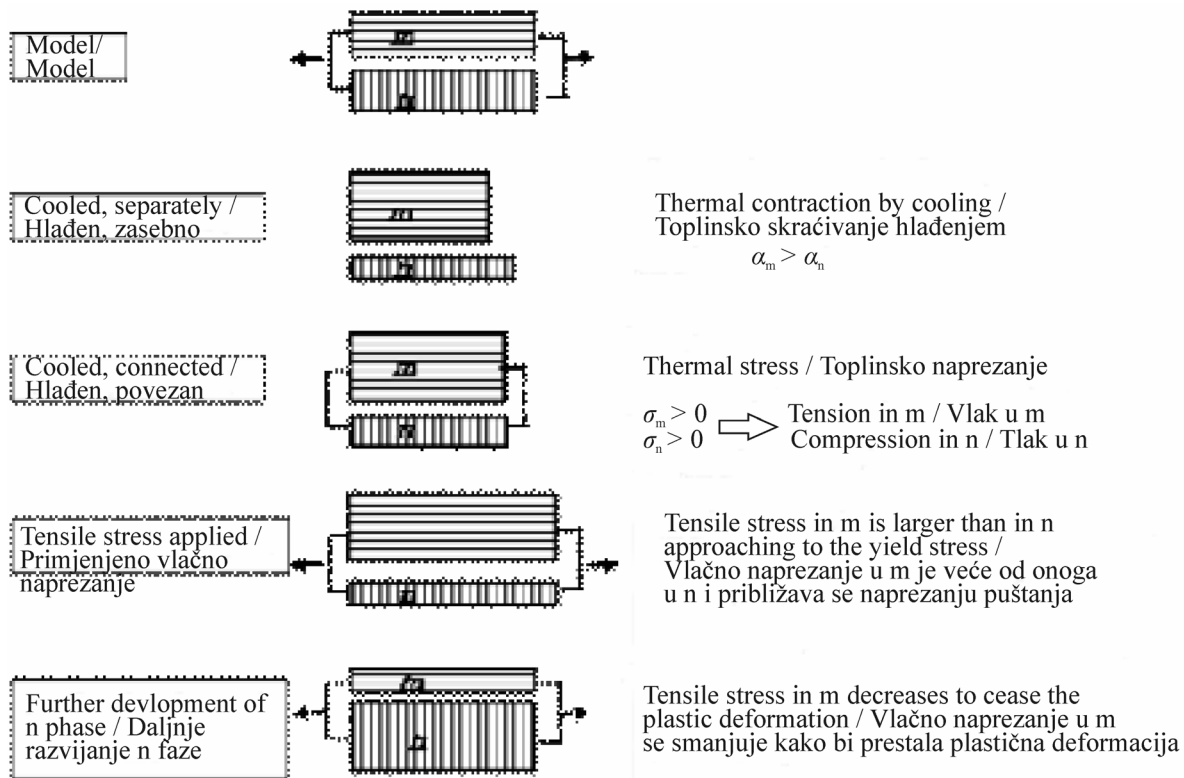 Model/
Model
m
n
Cooled, separately /
Hlađen, zasebno
m
n
Thermal contraction by cooling /
Toplinsko skraćivanje hlađenjem
αm > αn
Cooled, connected /
Hlađen, povezan
m
n
Thermal stress / Toplinsko naprezanje
σm > 0
σn > 0
Tension in m / Vlak u m
Compression in n / Tlak u n
Tensile stress applied /
Primjenjeno vlačno
naprezanje
n
Tensile stress in m is larger than in n
approaching to the yield stress /
Vlačno naprezanje u m je veće od onoga
u n i približava se naprezanju puštanja
Further devlopment of
n phase / Daljnje
razvijanje n faze
m
n
Tensile stress in m decreases to cease the
plastic deformation / Vlačno naprezanje u m
se smanjuje kako bi prestala plastična deformacija